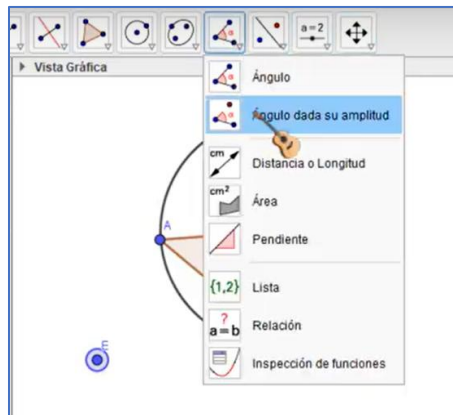 a=2
Vista Gráfica
Ángulo
Ángulo dada su amplitud
cm
Distancia o Longitud
cm²
Área
Pendiente
A
{1,2}
Lista
?
a=b
Relación
E
Inspección de funciones